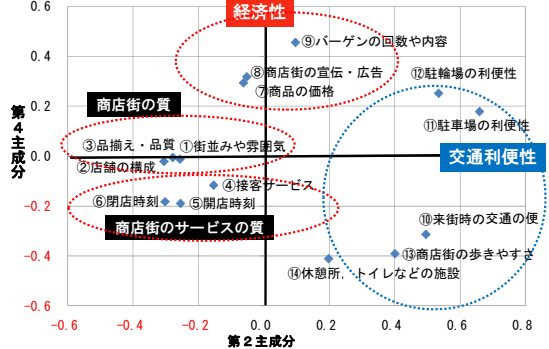 経済性
0.6
⑨バーゲンの回数や内容
0.4
⑧商店街の宣伝・広告
⑫駐輪場の利便性
⑦商品の価格
商店街の質
0.2
⑪駐車場の利便性
③品揃え・品質
①街並みや雰囲気
0.0
交通利便性
②店舗の構成
④接客サービス
-0.2
⑥閉店時刻
⑤開店時刻
⑩来街時の交通の便
商店街のサービスの質
-0.4
⑬商店街の歩きやすさ
⑭休憩所，トイレなどの施設
-0.6
第4主成分
-0.6
-0.4
-0.2
0.0
0.2
0.4
0.6
0.8
第２主成分